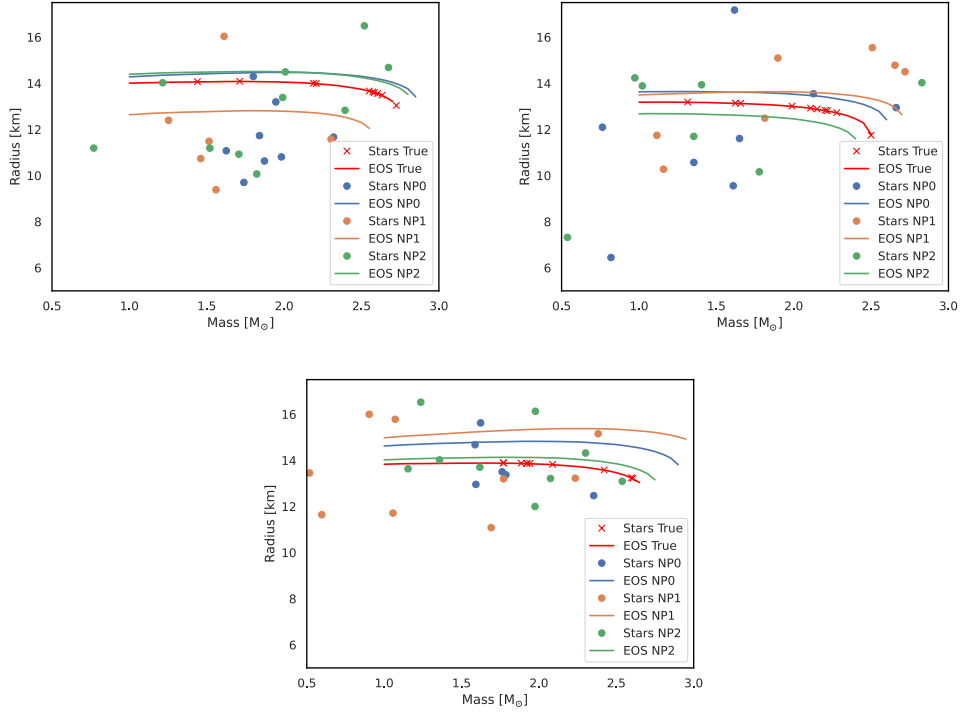 16
14
12
10
8
6
Radius [km]
Stars True
EOS True
Stars NP0
EOS NP0
Stars NP1
EOS NP1
Stars NP2
EOS NP2
0.5 1.0 1.5 2.0 2.5 3.0
Mass [M⊙]
16
14
12
10
8
6
Radius [km]
Stars True
EOS True
Stars NP0
EOS NP0
Stars NP1
EOS NP1
Stars NP2
EOS NP2
0.5 1.0 1.5 2.0 2.5 3.0
Mass [M⊙]
16
14
12
10
8
6
Radius [km]
Stars True
EOS True
Stars NP0
EOS NP0
Stars NP1
EOS NP1
Stars NP2
EOS NP2
0.5 1.0 1.5 2.0 2.5 3.0
Mass [M⊙]